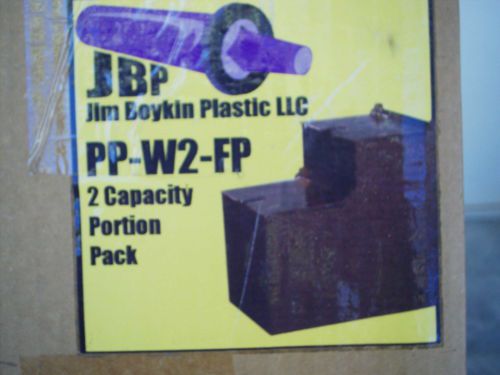 JBP
Jim Boykin Plastic LLC
PP-W2-FP
2 Capacity
Portion
Pack